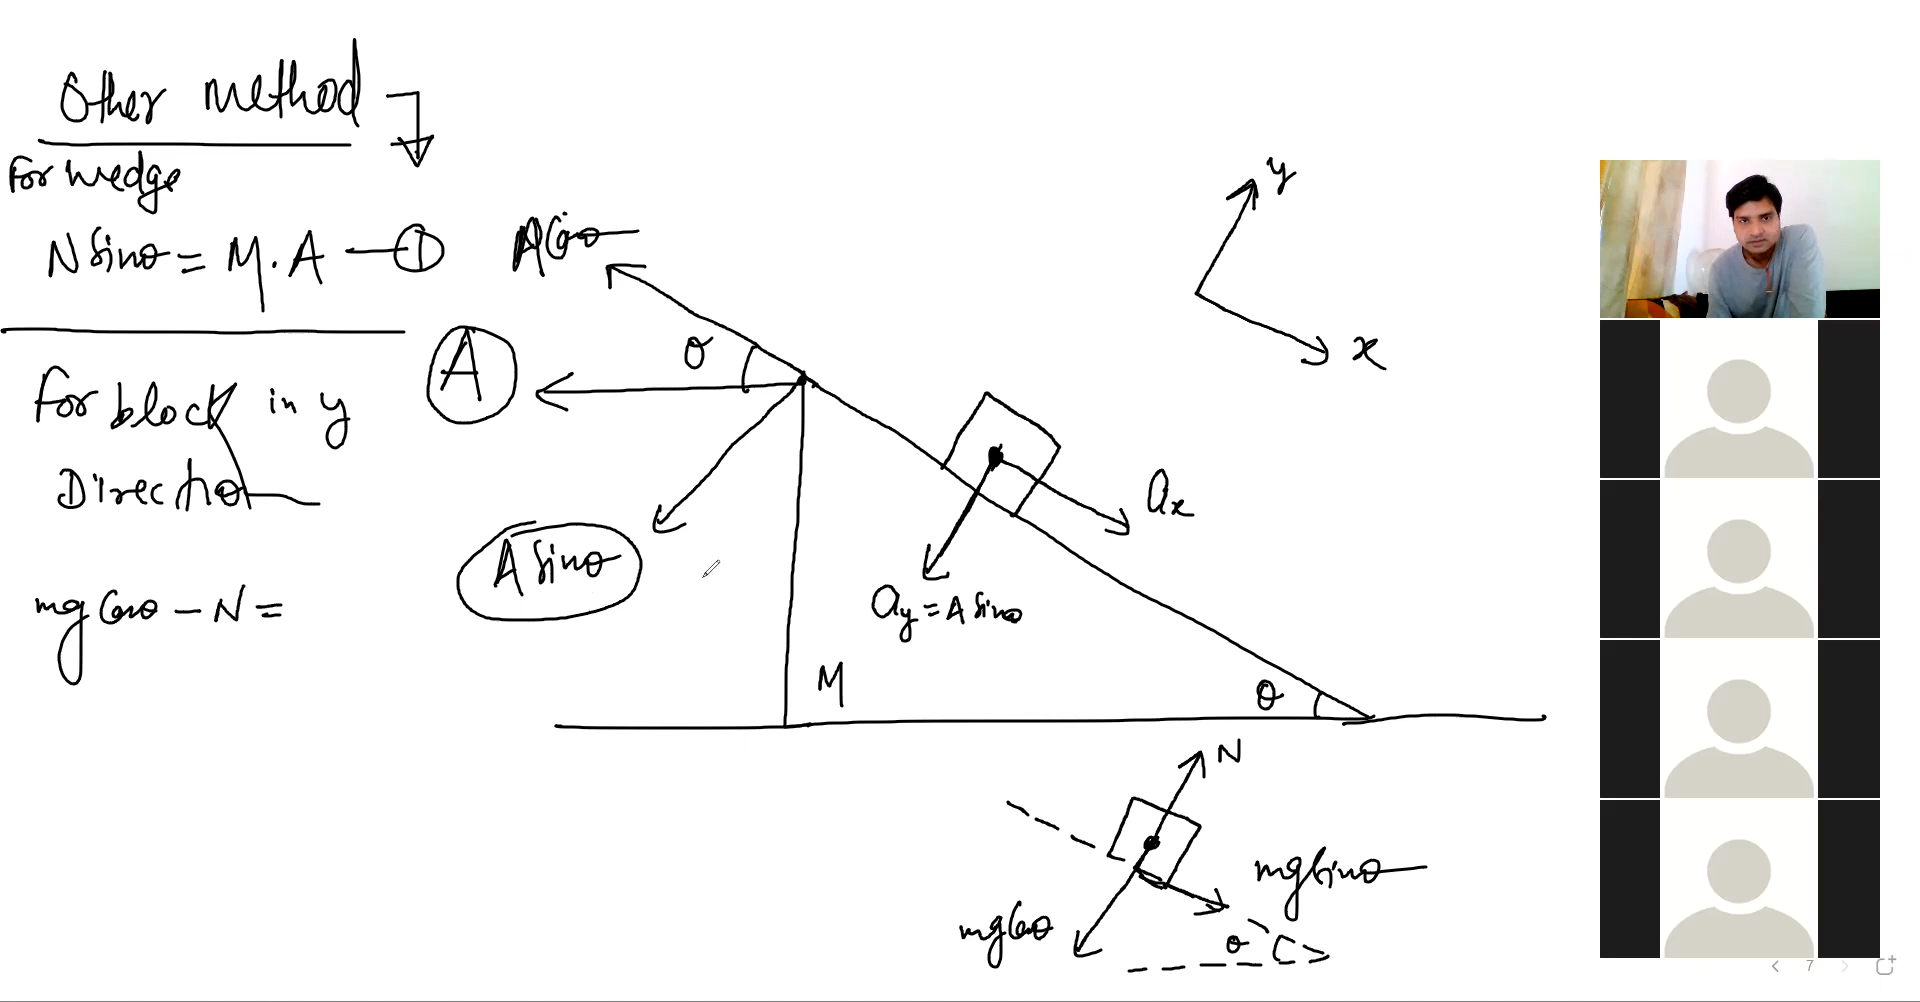 Other method
For wedge
N sinθ = M.A — ①
For block in y
Direction
mg Cosθ - N =
A Cosθ
θ
A
A sinθ
M
y
x
ax
ay = A sinθ
θ
N
mg sinθ
mg Cosθ
θ
7